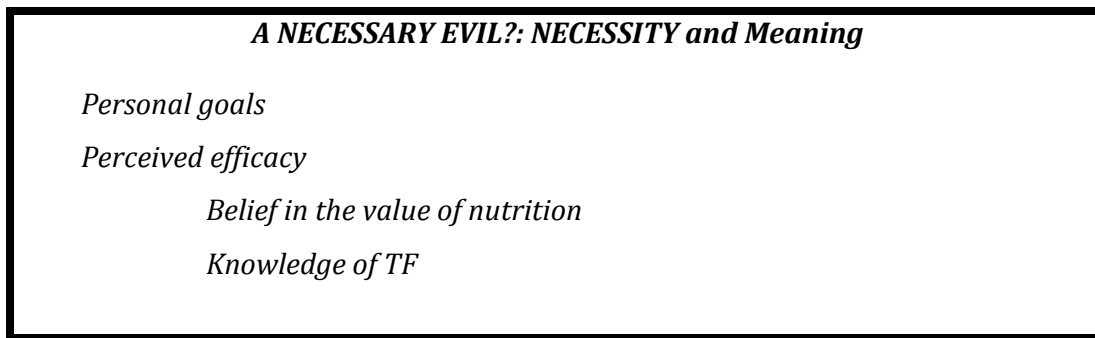 A NECESSARY EVIL?: NECESSITY and Meaning
Personal goals
Perceived efficacy
Belief in the value of nutrition
Knowledge of TF